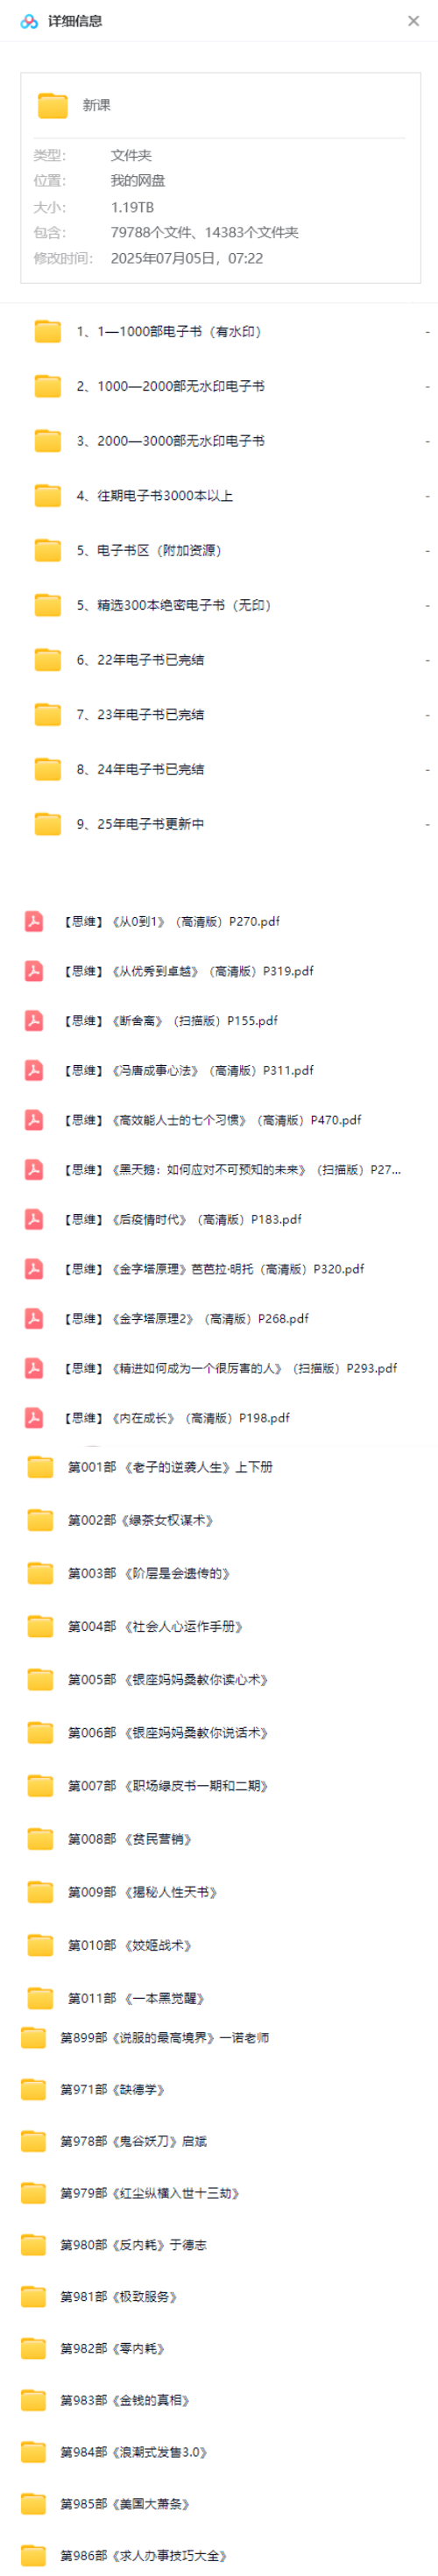 详细信息
新课
类型： 文件夹
位置： 我的网盘
大小： 1.19TB
包含： 79788个文件、14383个文件夹
修改时间： 2025年07月05日，07:22
1、1—1000部电子书（有水印） -
2、1000—2000部无水印电子书 -
3、2000—3000部无水印电子书 -
4、往期电子书3000本以上 -
5、电子书区（附加资源） -
5、精选300本绝密电子书（无印） -
6、22年电子书已完结 -
7、23年电子书已完结 -
8、24年电子书已完结 -
9、25年电子书更新中 -
【思维】《从0到1》（高清版）P270.pdf
【思维】《从优秀到卓越》（高清版）P319.pdf
【思维】《断舍离》（扫描版）P155.pdf
【思维】《冯唐成事心法》（高清版）P311.pdf
【思维】《高效能人士的七个习惯》（高清版）P470.pdf
【思维】《黑天鹅：如何应对不可预知的未来》（扫描版）P27...
【思维】《后疫情时代》（高清版）P183.pdf
【思维】《金字塔原理》芭芭拉·明托（高清版）P320.pdf
【思维】《金字塔原理2》（高清版）P268.pdf
【思维】《精进如何成为一个很厉害的人》（扫描版）P293.pdf
【思维】《内在成长》（高清版）P198.pdf
第001部 《老子的逆袭人生》上下册
第002部《绿茶女权谋术》
第003部 《阶层是会遗传的》
第004部 《社会人心运作手册》
第005部 《银座妈妈桑教你读心术》
第006部 《银座妈妈桑教你说话术》
第007部 《职场绿皮书一期和二期》
第008部 《贫民营销》
第009部 《揭秘人性天书》
第010部 《姣姬战术》
第011部 《一本黑觉醒》
第899部《说服的最高境界》一诺老师
第971部《缺德学》
第978部《鬼谷妖刀》启斌
第979部《红尘纵横入世十三劫》
第980部《反内耗》于德志
第981部《极致服务》
第982部《零内耗》
第983部《金钱的真相》
第984部《浪潮式发售3.0》
第985部《美国大萧条》
第986部《求人办事技巧大全》